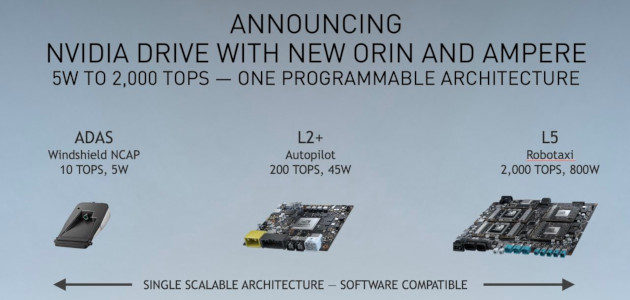 ANNOUNCING
NVIDIA DRIVE WITH NEW ORIN AND AMPERE
5W TO 2,000 TOPS — ONE PROGRAMMABLE ARCHITECTURE
ADAS
Windshield NCAP
10 TOPS, 5W
L2+
Autopilot
200 TOPS, 45W
L5
Robotaxi
2,000 TOPS, 800W
SINGLE SCALABLE ARCHITECTURE — SOFTWARE COMPATIBLE